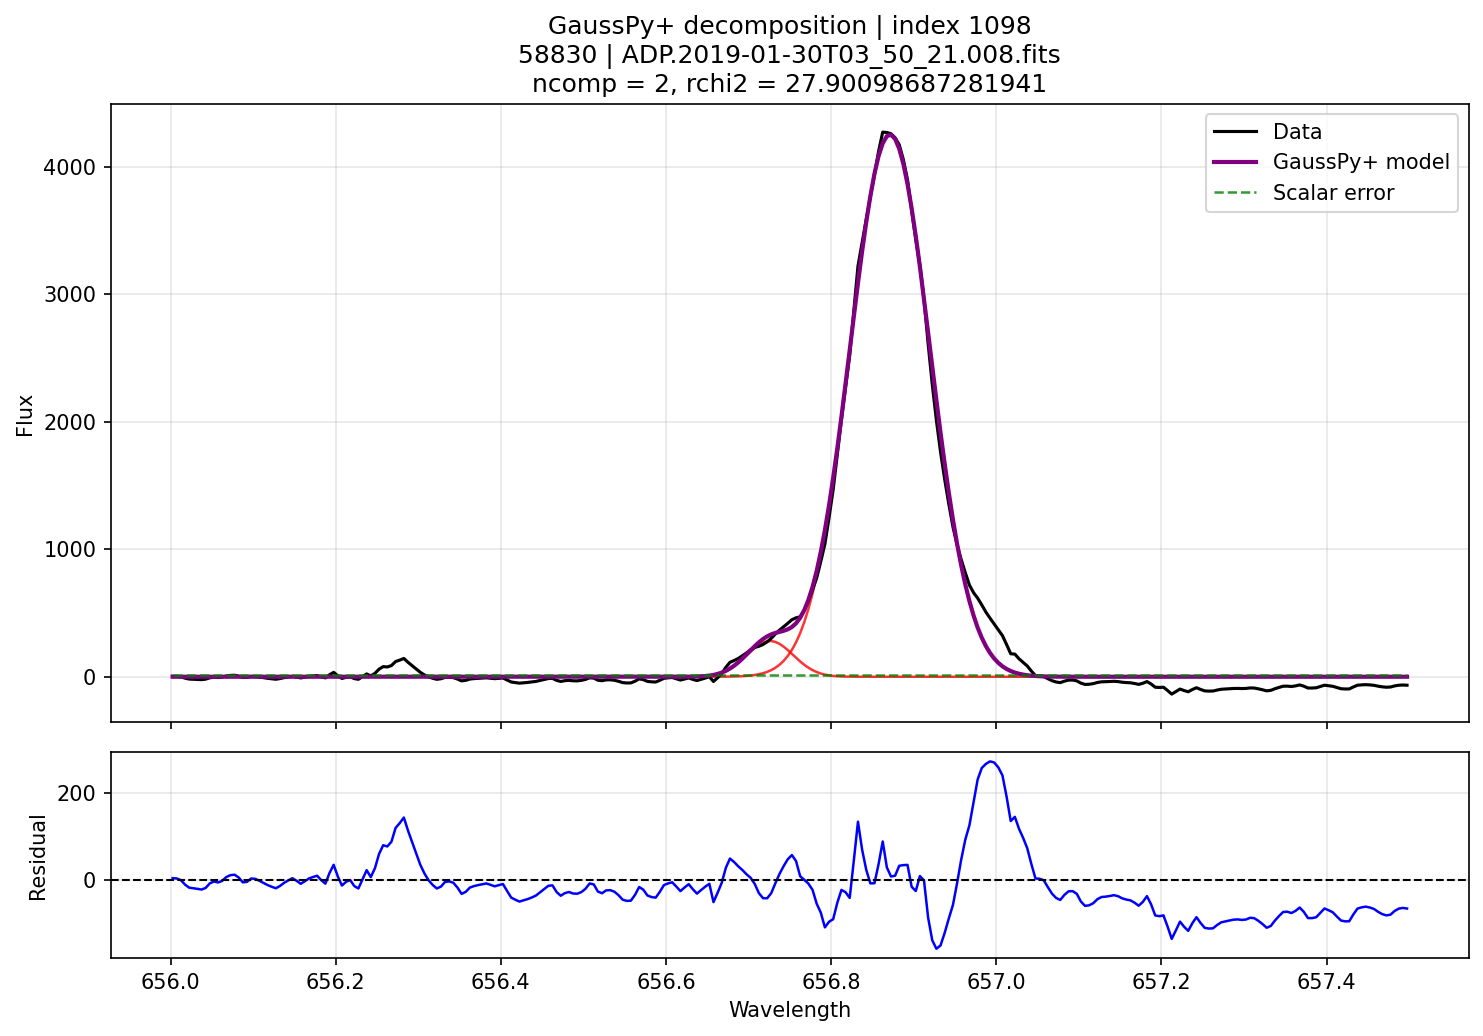 GaussPy+ decomposition | index 1098
58830 | ADP.2019-01-30T03_50_21.008.fits
ncomp = 2, rchi2 = 27.90098687281941
Data
GaussPy+ model
Scalar error
4000
3000
2000
1000
0
Flux
200
0
Residual
656.0
656.2
656.4
656.6
656.8
657.0
657.2
657.4
Wavelength